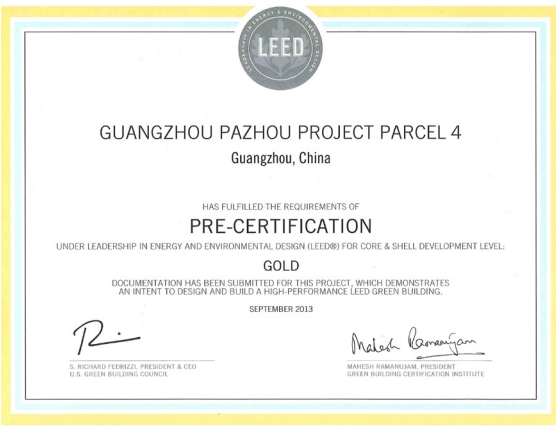 LEADERSHIP IN ENERGY & ENVIRONMENTAL DESIGN
LEED
GUANGZHOU PAZHOU PROJECT PARCEL 4
Guangzhou, China
HAS FULFILLED THE REQUIREMENTS OF
PRE-CERTIFICATION
UNDER LEADERSHIP IN ENERGY AND ENVIRONMENTAL DESIGN (LEED®) FOR CORE & SHELL DEVELOPMENT LEVEL:
GOLD
DOCUMENTATION HAS BEEN SUBMITTED FOR THIS PROJECT, WHICH DEMONSTRATES
AN INTENT TO DESIGN AND BUILD A HIGH-PERFORMANCE LEED GREEN BUILDING.
SEPTEMBER 2013
Mahesh Ramanujam
S. RICHARD FEDRIZZI, PRESIDENT & CEO
U.S. GREEN BUILDING COUNCIL
MAHESH RAMANUJAM, PRESIDENT
GREEN BUILDING CERTIFICATION INSTITUTE